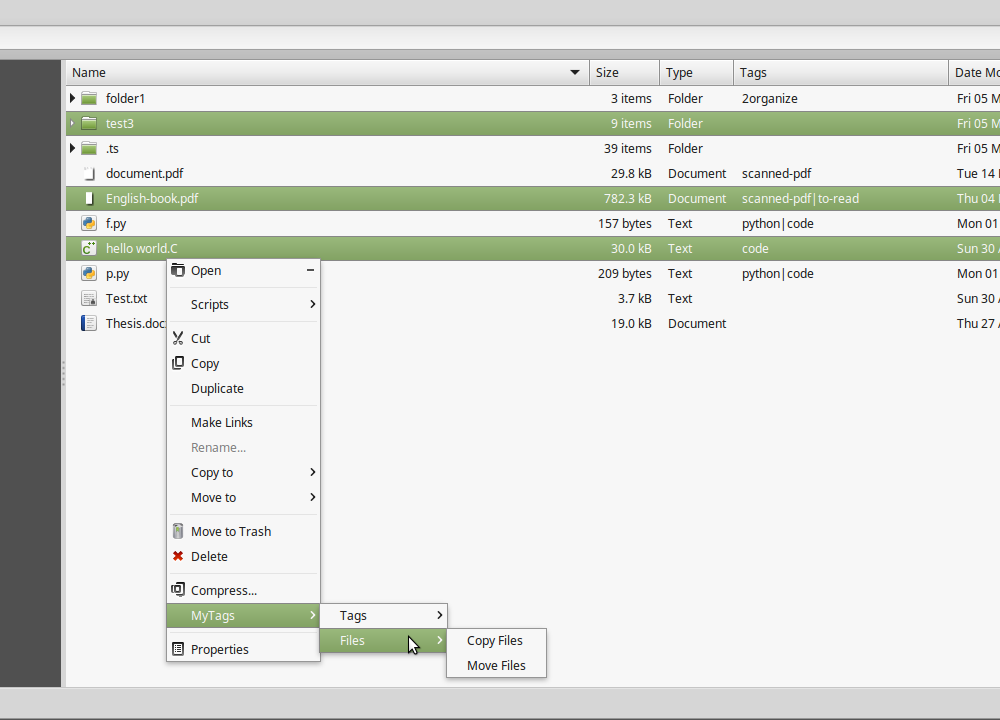 Name Size Type Tags Date Mo
folder1 3 items Folder 2organize Fri 05 M
test3 9 items Folder Fri 05 M
.ts 39 items Folder Fri 05 M
document.pdf 29.8 kB Document scanned-pdf Tue 14
English-book.pdf 782.3 kB Document scanned-pdf|to-read Thu 04
f.py 157 bytes Text python|code Mon 01
hello world.C 30.0 kB Text code Sun 30
p.py 209 bytes Text python|code Mon 01
Test.txt 3.7 kB Text Sun 30
Thesis.doc 19.0 kB Document Thu 27
Open
Scripts
Cut
Copy
Duplicate
Make Links
Rename...
Copy to
Move to
Move to Trash
Delete
Compress...
MyTags
Properties
Tags
Files
Copy Files
Move Files